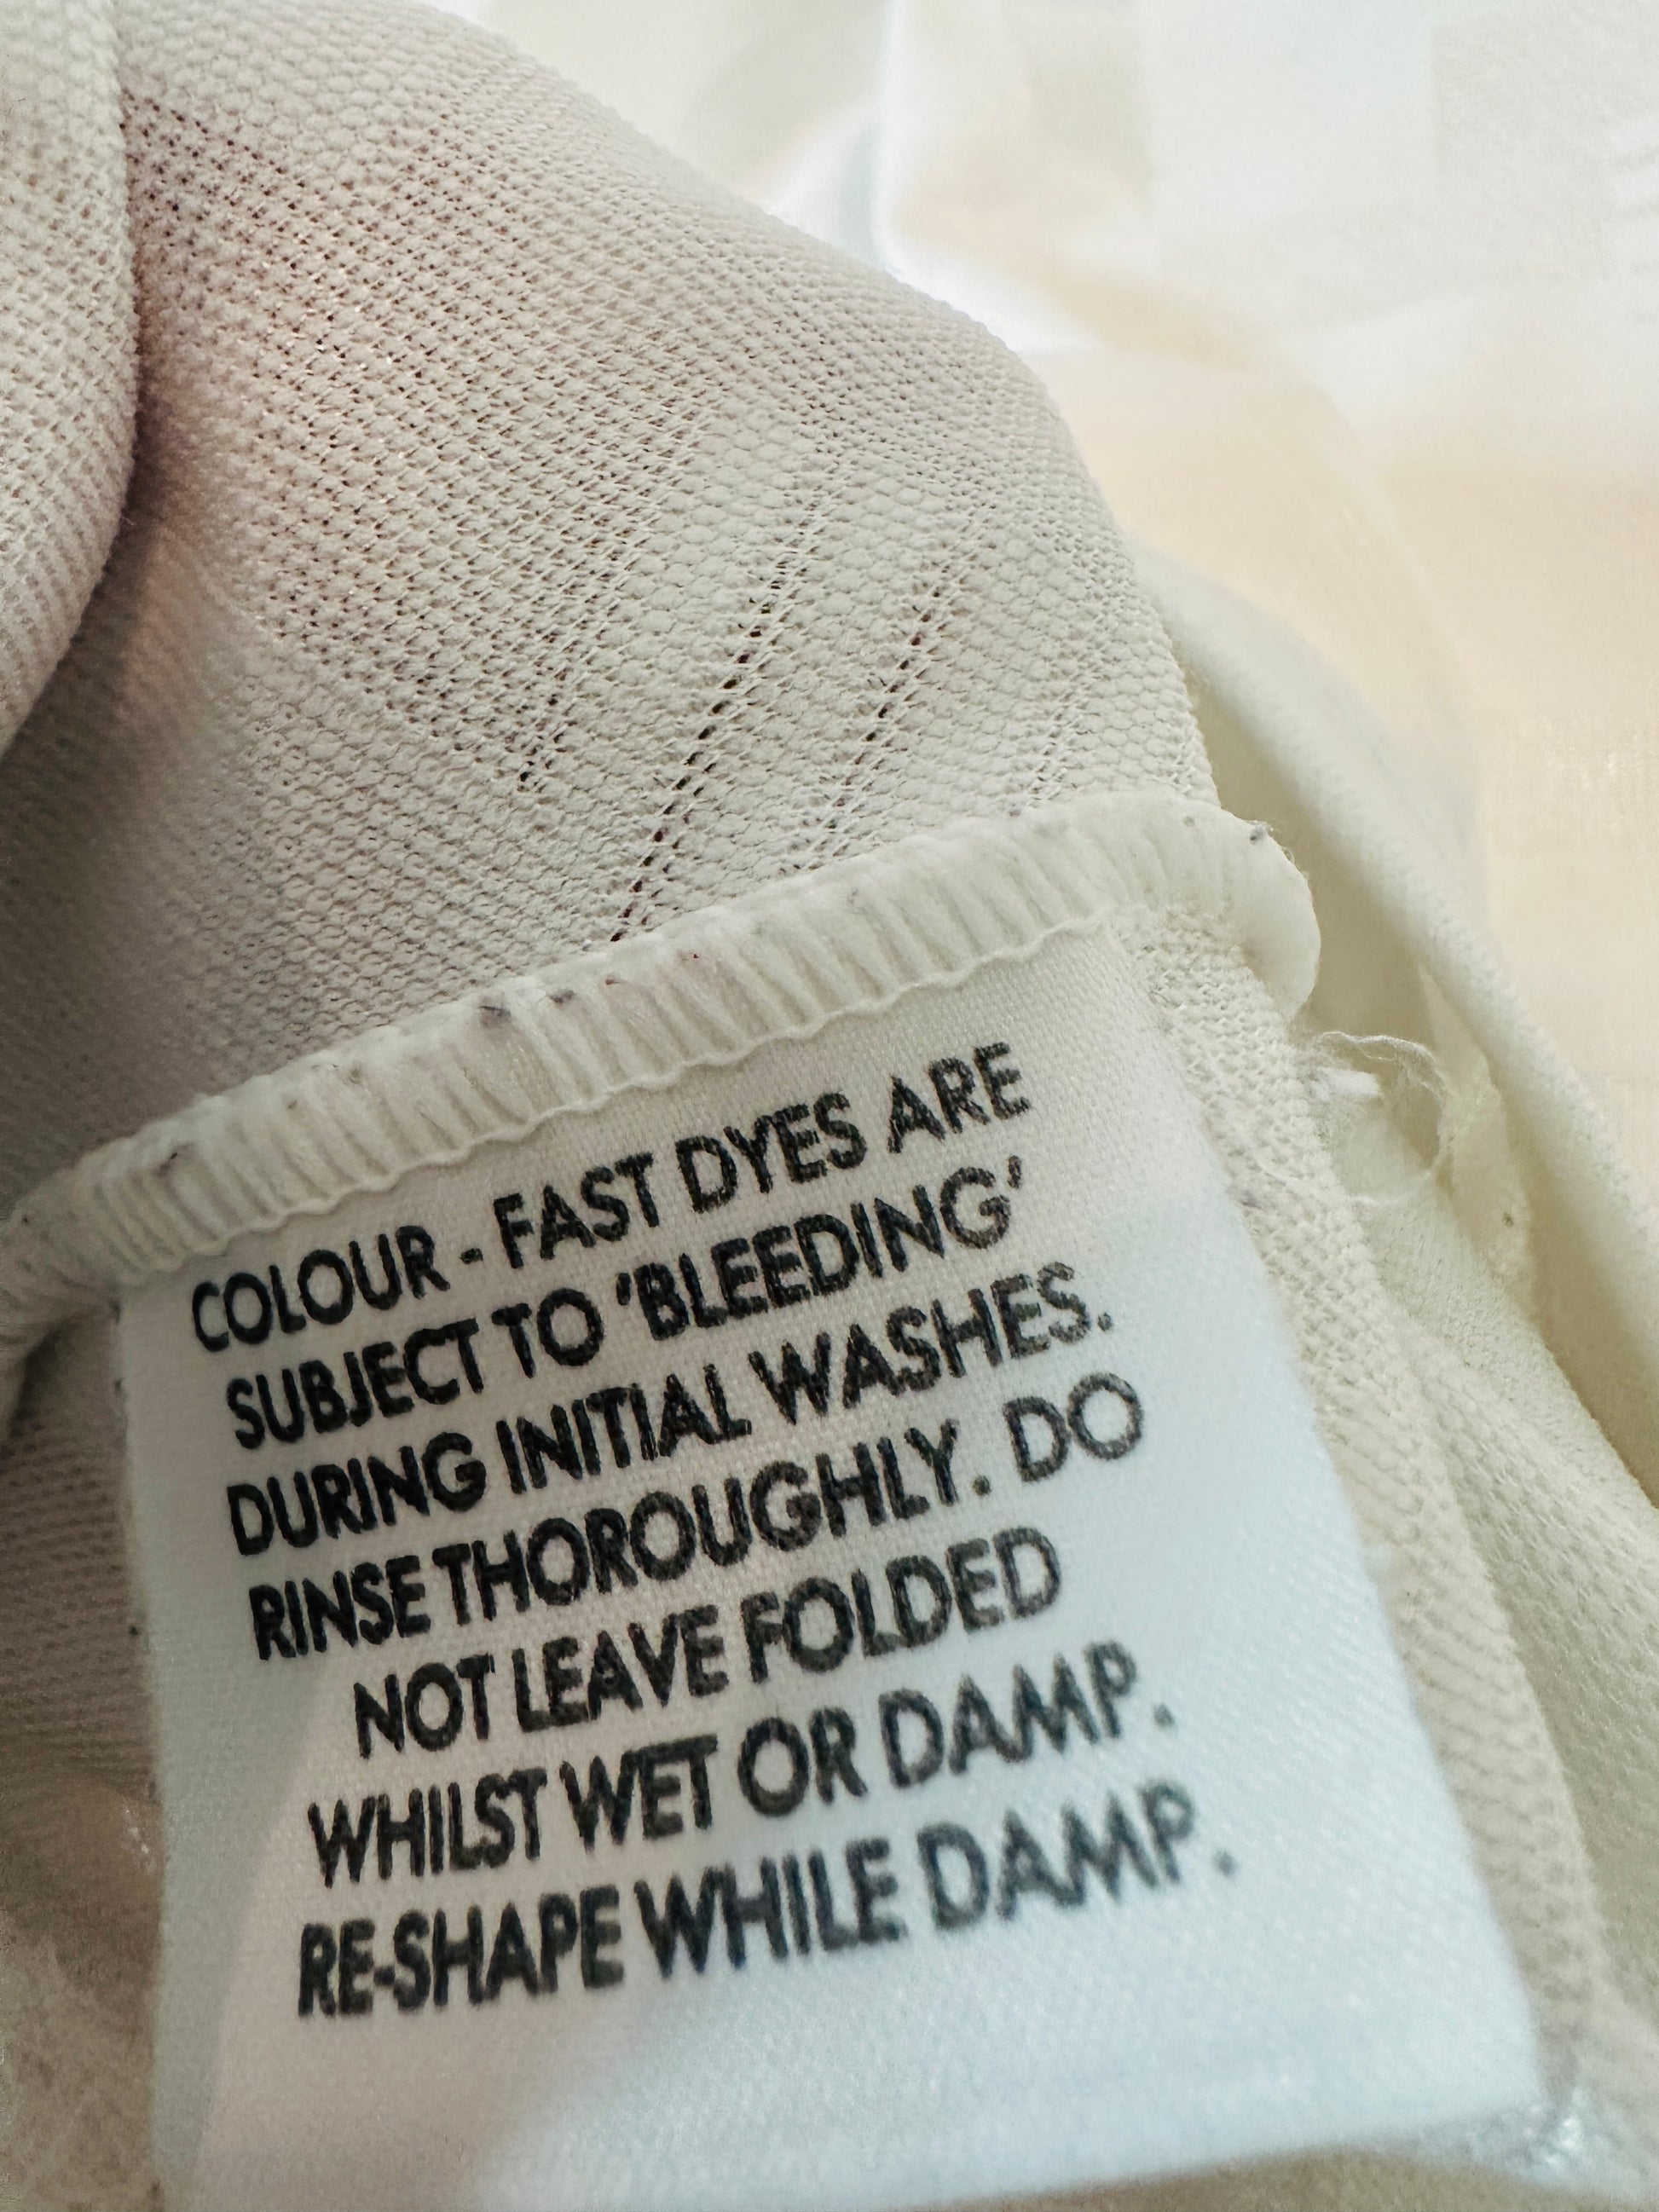 COLOUR - FAST DYES ARE
SUBJECT TO 'BLEEDING'
DURING INITIAL WASHES.
RINSE THOROUGHLY. DO
NOT LEAVE FOLDED
WHILST WET OR DAMP.
RE-SHAPE WHILE DAMP.